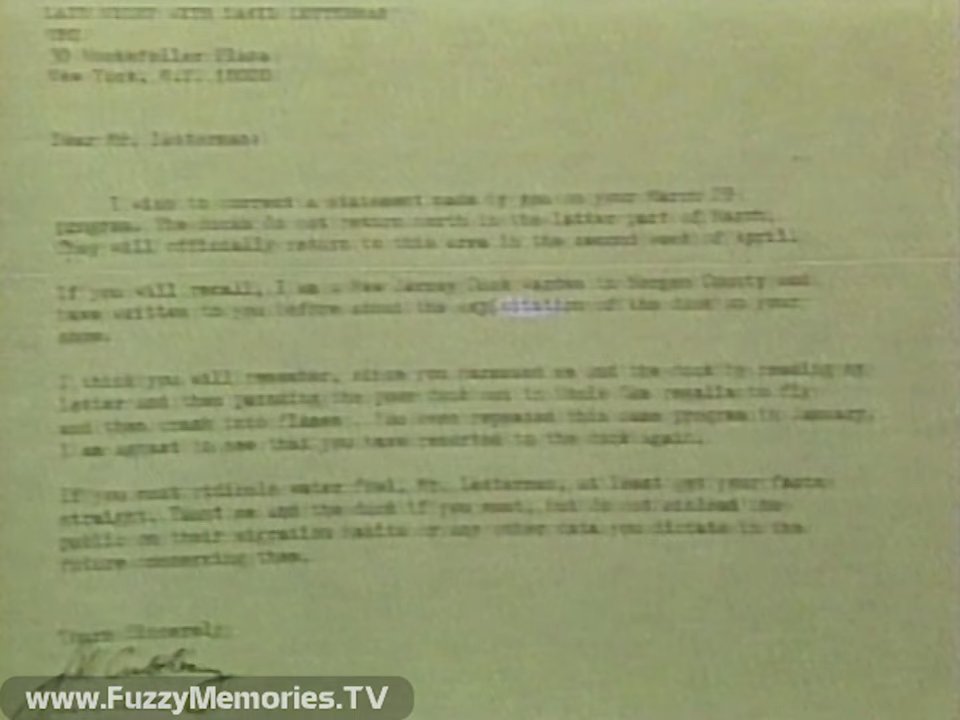 LATE NIGHT WITH DAVID LETTERMAN
NBC
30 Rockefeller Plaza
New York, N.Y. 10020
Dear Mr. Letterman:
I wish to correct a statement made by you on your March 29
program. The ducks do not return north in the latter part of March.
They will officially return to this area in the second week of April.
If you will recall, I am a New Jersey Duck Warden in Bergen County and
have written to you before about the exploitation of the duck on your
show.
I think you will remember, since you harassed me and the duck by reading my
letter and then parading the poor duck out in Uncle Sam regalia to fly
and then crash into flames. You even repeated this same program in January.
I am aghast to see that you have resorted to the duck again.
If you must ridicule water fowl, Mr. Letterman, at least get your facts
straight. Taunt me and the duck if you must, but do not mislead the
public on their migration habits or any other data you dictate in the
future concerning them.
Yours Sincerely,
www.FuzzyMemories.TV